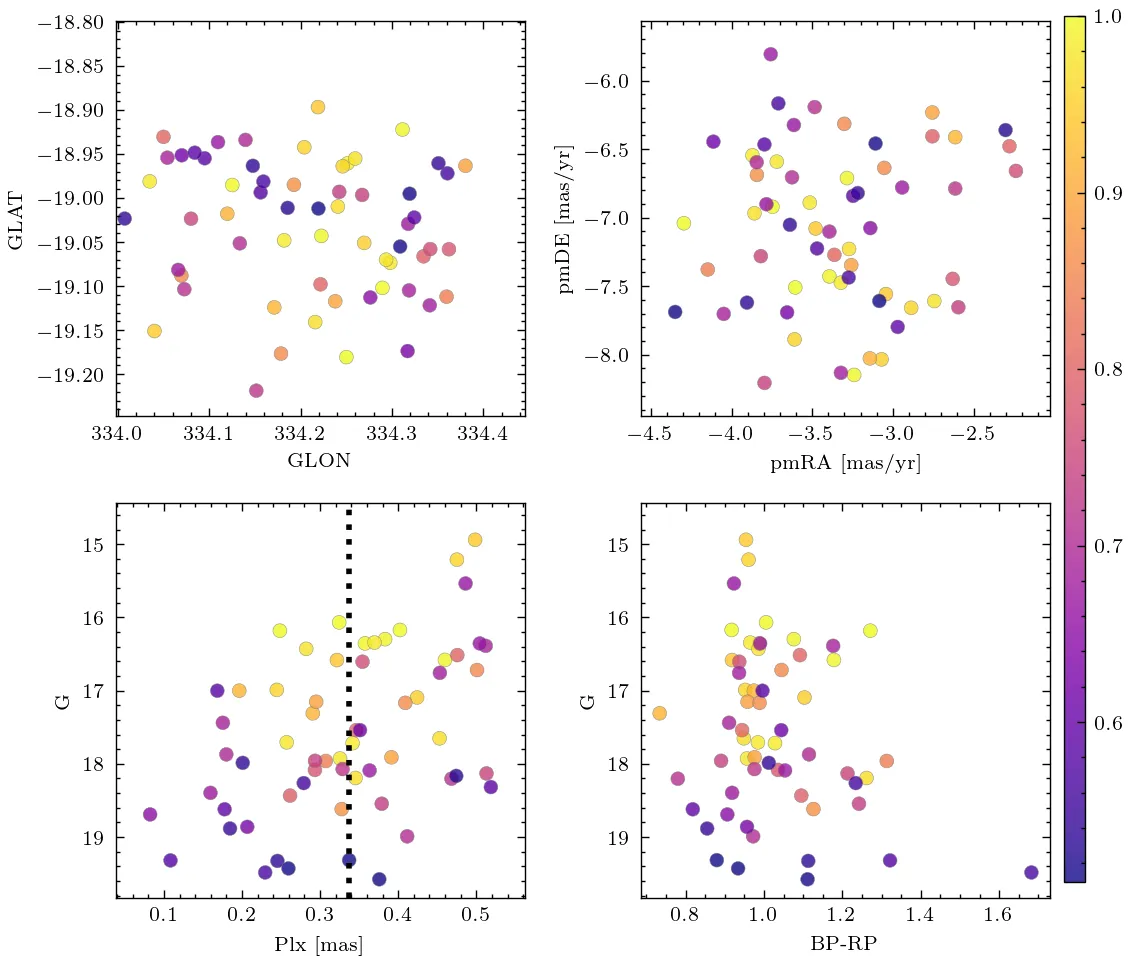 −18.80
−18.85
−18.90
−18.95
−19.00
−19.05
−19.10
−19.15
−19.20
GLAT
334.0 334.1 334.2 334.3 334.4
GLON
−6.0
−6.5
−7.0
−7.5
−8.0
pmDE [mas/yr]
−4.5 −4.0 −3.5 −3.0 −2.5
pmRA [mas/yr]
1.0
0.9
0.8
0.7
0.6
15
16
17
18
19
G
0.1 0.2 0.3 0.4 0.5
Plx [mas]
15
16
17
18
19
G
0.8 1.0 1.2 1.4 1.6
BP-RP